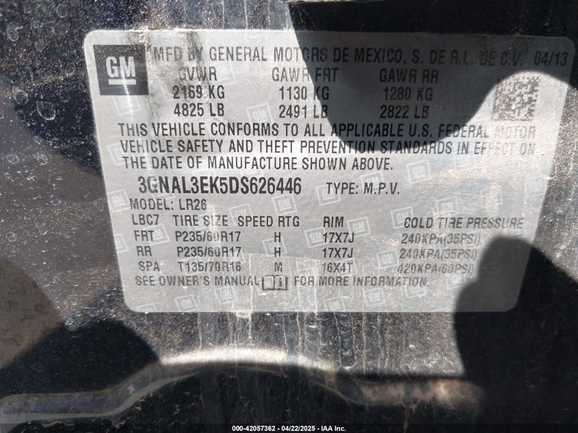 GM MFD BY GENERAL MOTORS DE MEXICO, S. DE R.L. DE C.V. 04/13
GVWR GAWR FRT GAWR RR
2189 KG 1130 KG 1280 KG
4825 LB 2491 LB 2822 LB
THIS VEHICLE CONFORMS TO ALL APPLICABLE U.S. FEDERAL MOTOR
VEHICLE SAFETY AND THEFT PREVENTION STANDARDS IN EFFECT ON
THE DATE OF MANUFACTURE SHOWN ABOVE.
3GNAL3EK5DS626446 TYPE: M.P.V.
MODEL: LR26
LBC7 TIRE SIZE SPEED RTG RIM COLD TIRE PRESSURE
FRT P235/60R17 H 17X7J 240KPA(35PSI)
RR P235/60R17 H 17X7J 240KPA(35PSI)
SPA T135/70R16 M 16X4T 420KPA(60PSI)
SEE OWNER'S MANUAL FOR MORE INFORMATION.
000-42057362 - 04/22/2025 - IAA Inc.